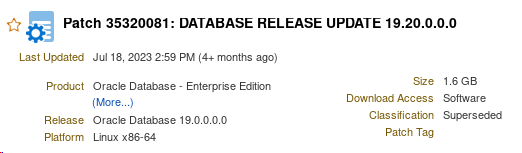 Patch 35320081: DATABASE RELEASE UPDATE 19.20.0.0.0
Last Updated Jul 18, 2023 2:59 PM (4+ months ago)
Product Oracle Database - Enterprise Edition
(More...)
Release Oracle Database 19.0.0.0.0
Platform Linux x86-64
Size 1.6 GB
Download Access Software
Classification Superseded
Patch Tag